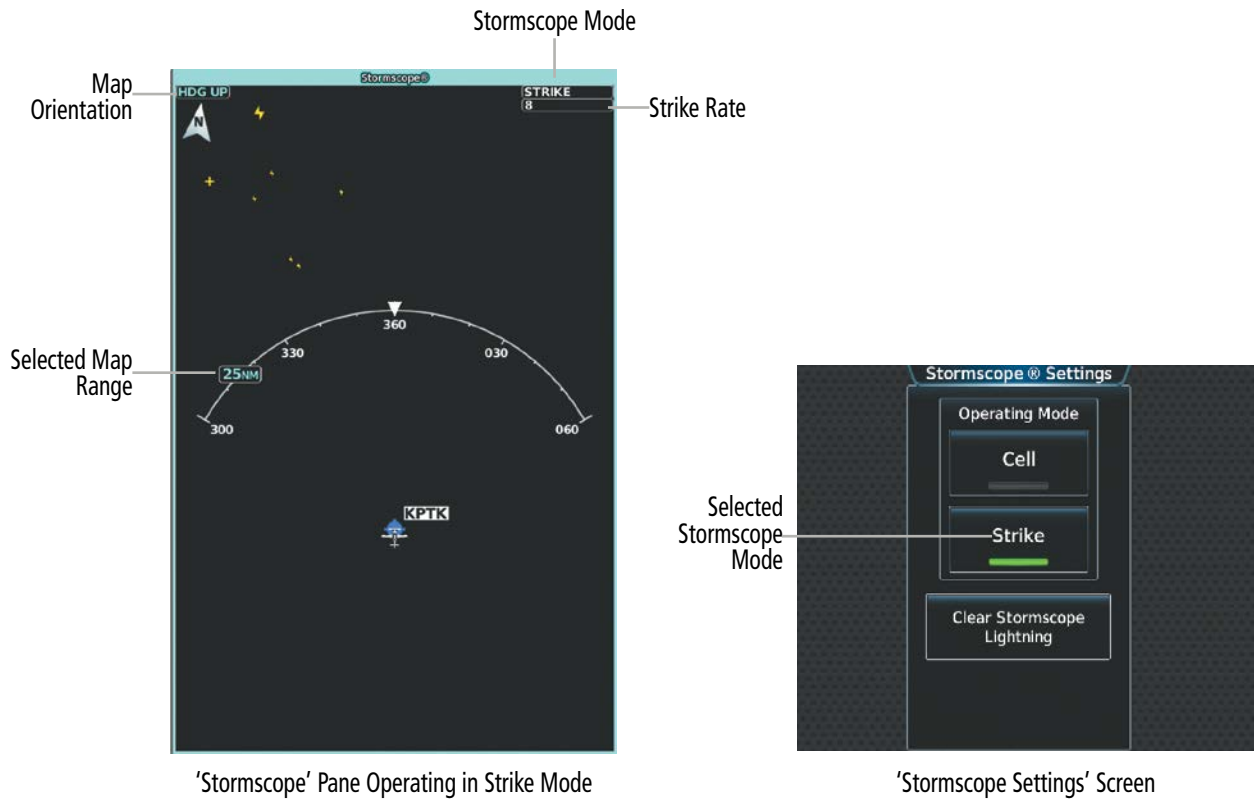 Stormscope Mode
Stormscope®
Map
Orientation
HDG UP
STRIKE
8
Strike Rate
N
360
330
030
Selected Map
Range
25NM
300
060
KPTK
'Stormscope' Pane Operating in Strike Mode
Stormscope ® Settings
Operating Mode
Cell
Selected
Stormscope
Mode
Strike
Clear Stormscope
Lightning
'Stormscope Settings' Screen